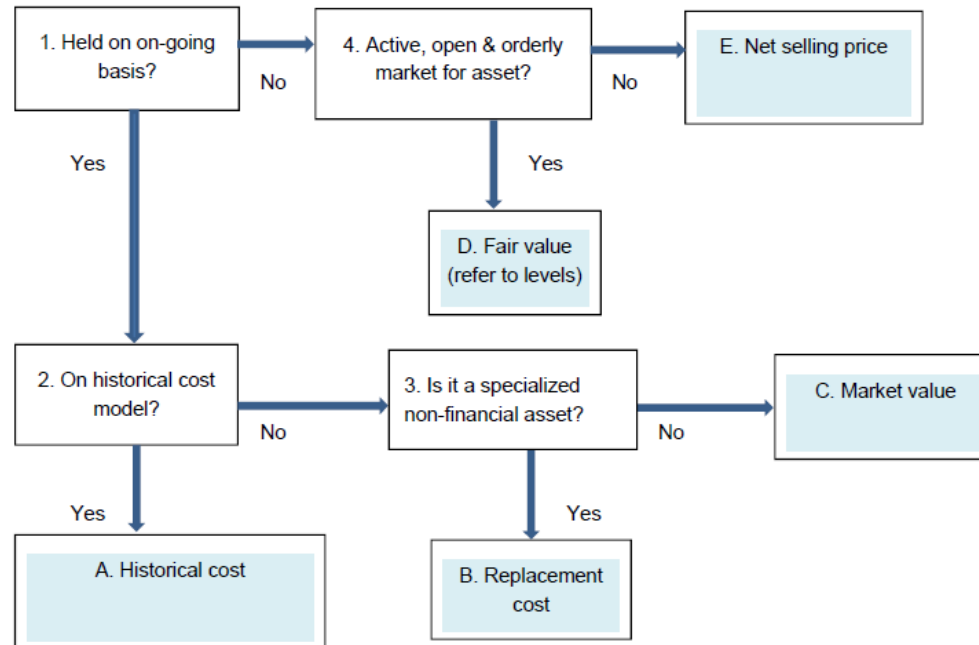 1. Held on on-going
basis?
No
4. Active, open & orderly
market for asset?
No
E. Net selling price
Yes
Yes
D. Fair value
(refer to levels)
2. On historical cost
model?
No
3. Is it a specialized
non-financial asset?
No
C. Market value
Yes
Yes
A. Historical cost
B. Replacement
cost